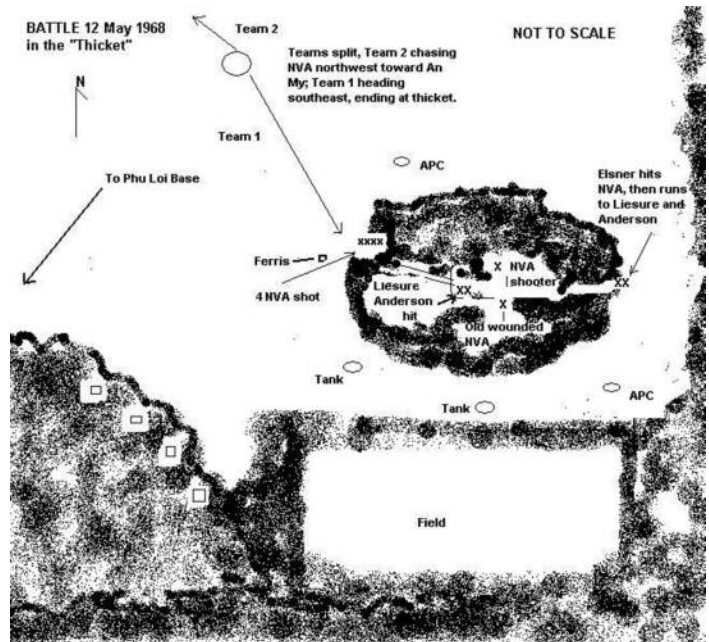 BATTLE 12 May 1968
in the "Thicket"
Team 2
NOT TO SCALE
Teams split, Team 2 chasing
NVA northwest toward An
My; Team 1 heading
southeast, ending at thicket.
N
Team 1
To Phu Loi Base
APC
Elsner hits
NVA, then runs
to Liesure and
Anderson
xxxx
Ferris
4 NVA shot
X
NVA
shooter
XX
Liesure
Anderson
hit
XX
X
Old wounded
NVA
Tank
APC
Tank
Field